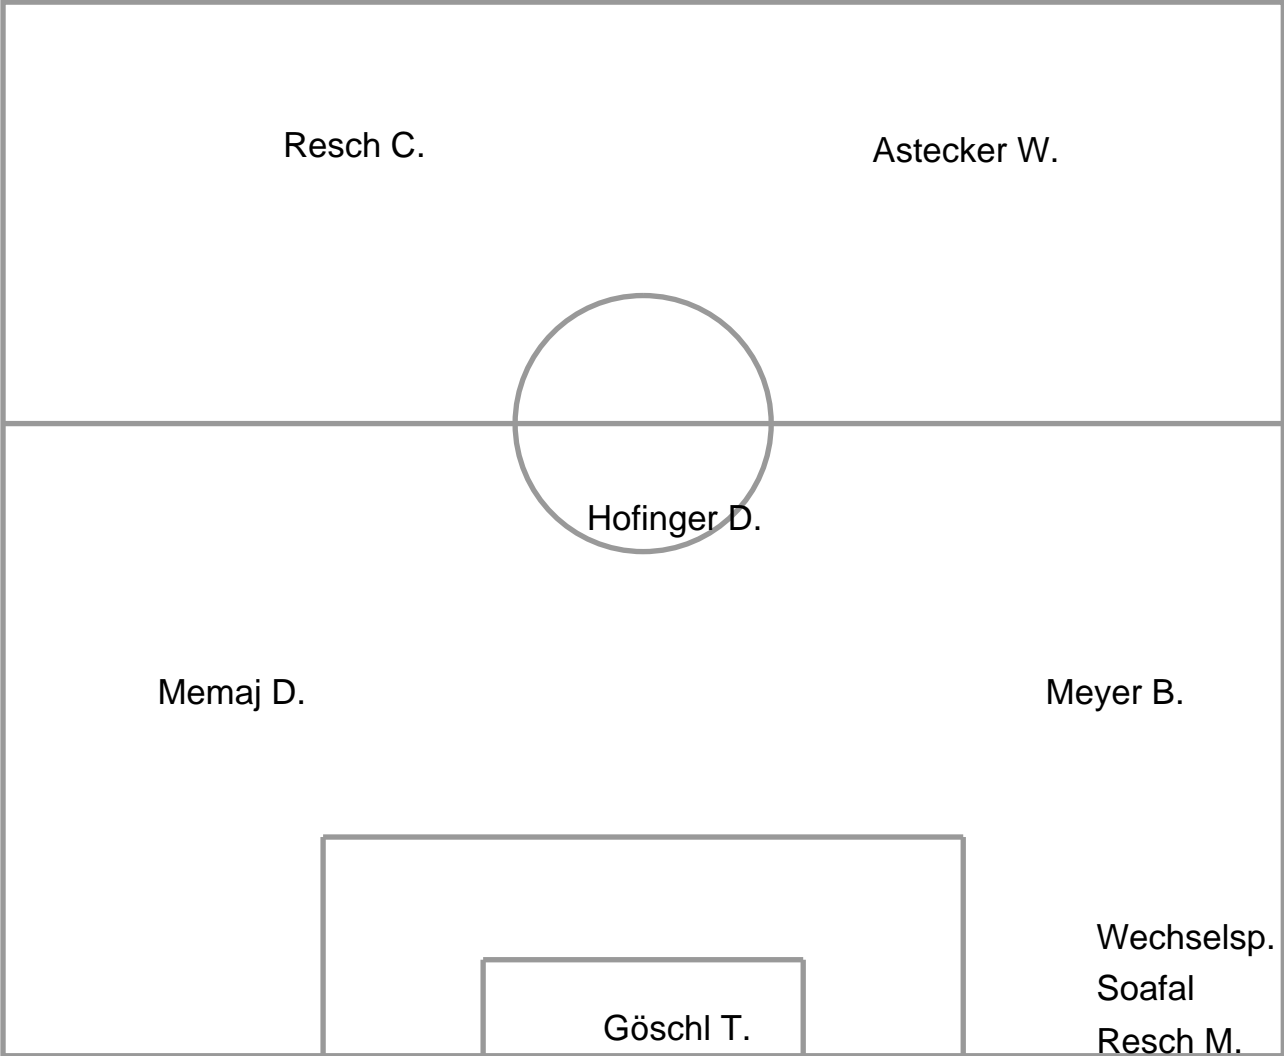 Resch C.
Astecker W.
Hofinger D.
Memaj D.
Meyer B.
Wechselsp.
Soafal
Göschl T.
Resch M.